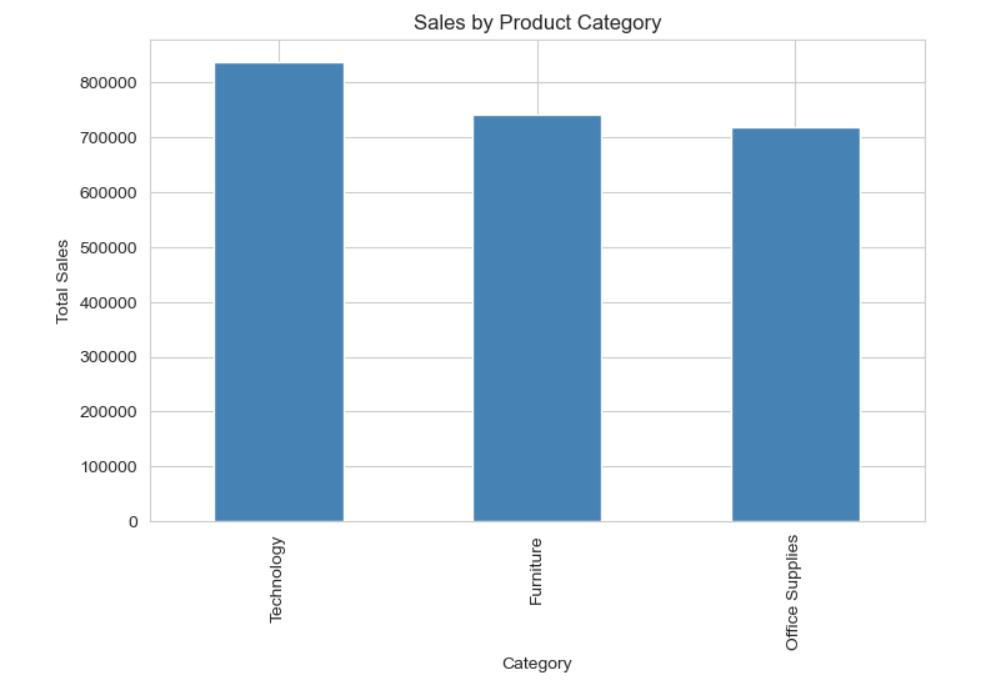 Sales by Product Category
Total Sales
800000
700000
600000
500000
400000
300000
200000
100000
0
Technology
Furniture
Office Supplies
Category